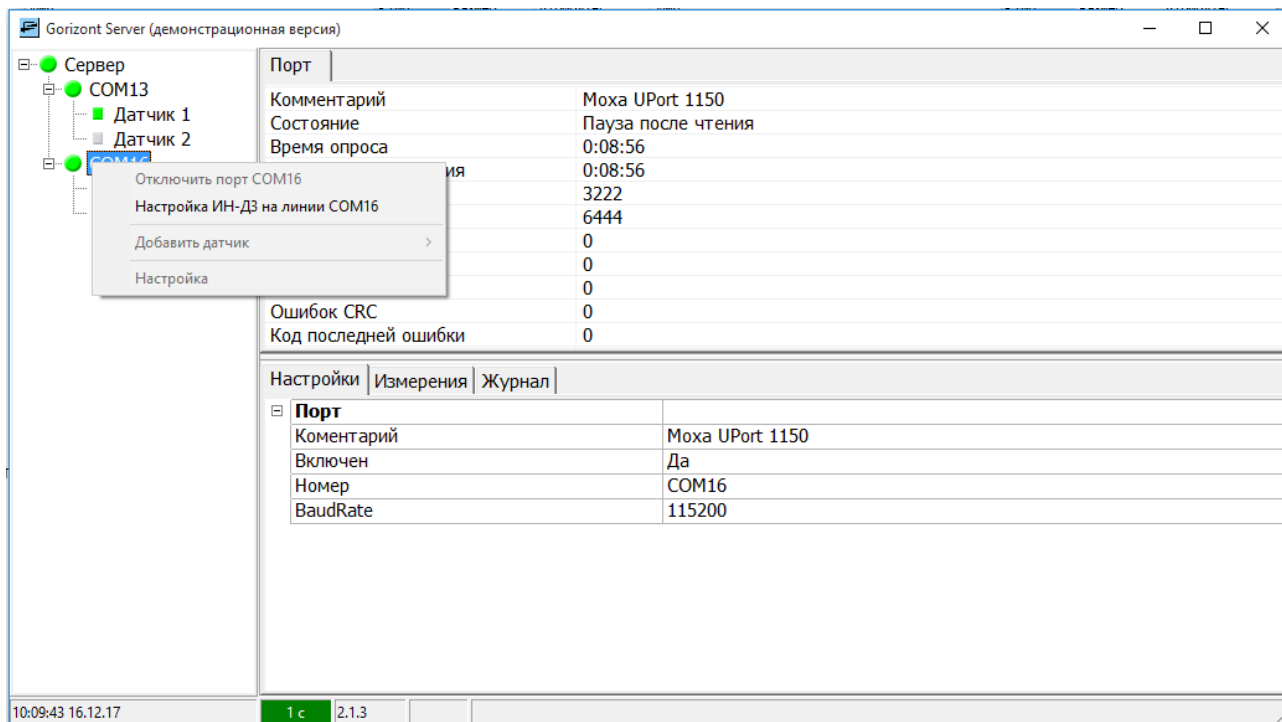 Gorizont Server (демонстрационная версия)
Сервер
COM13
Датчик 1
Датчик 2
COM16
Отключить порт COM16
Настройка ИН-Д3 на линии COM16
Добавить датчик
Настройка
Порт
Комментарий Moxa UPort 1150
Состояние Пауза после чтения
Время опроса 0:08:56
0:08:56
3222
6444
0
0
0
Ошибок CRC 0
Код последней ошибки 0
Настройки Измерения Журнал
Порт
Коментарий Moxa UPort 1150
Включен Да
Номер COM16
BaudRate 115200
10:09:43 16.12.17 1 с 2.1.3